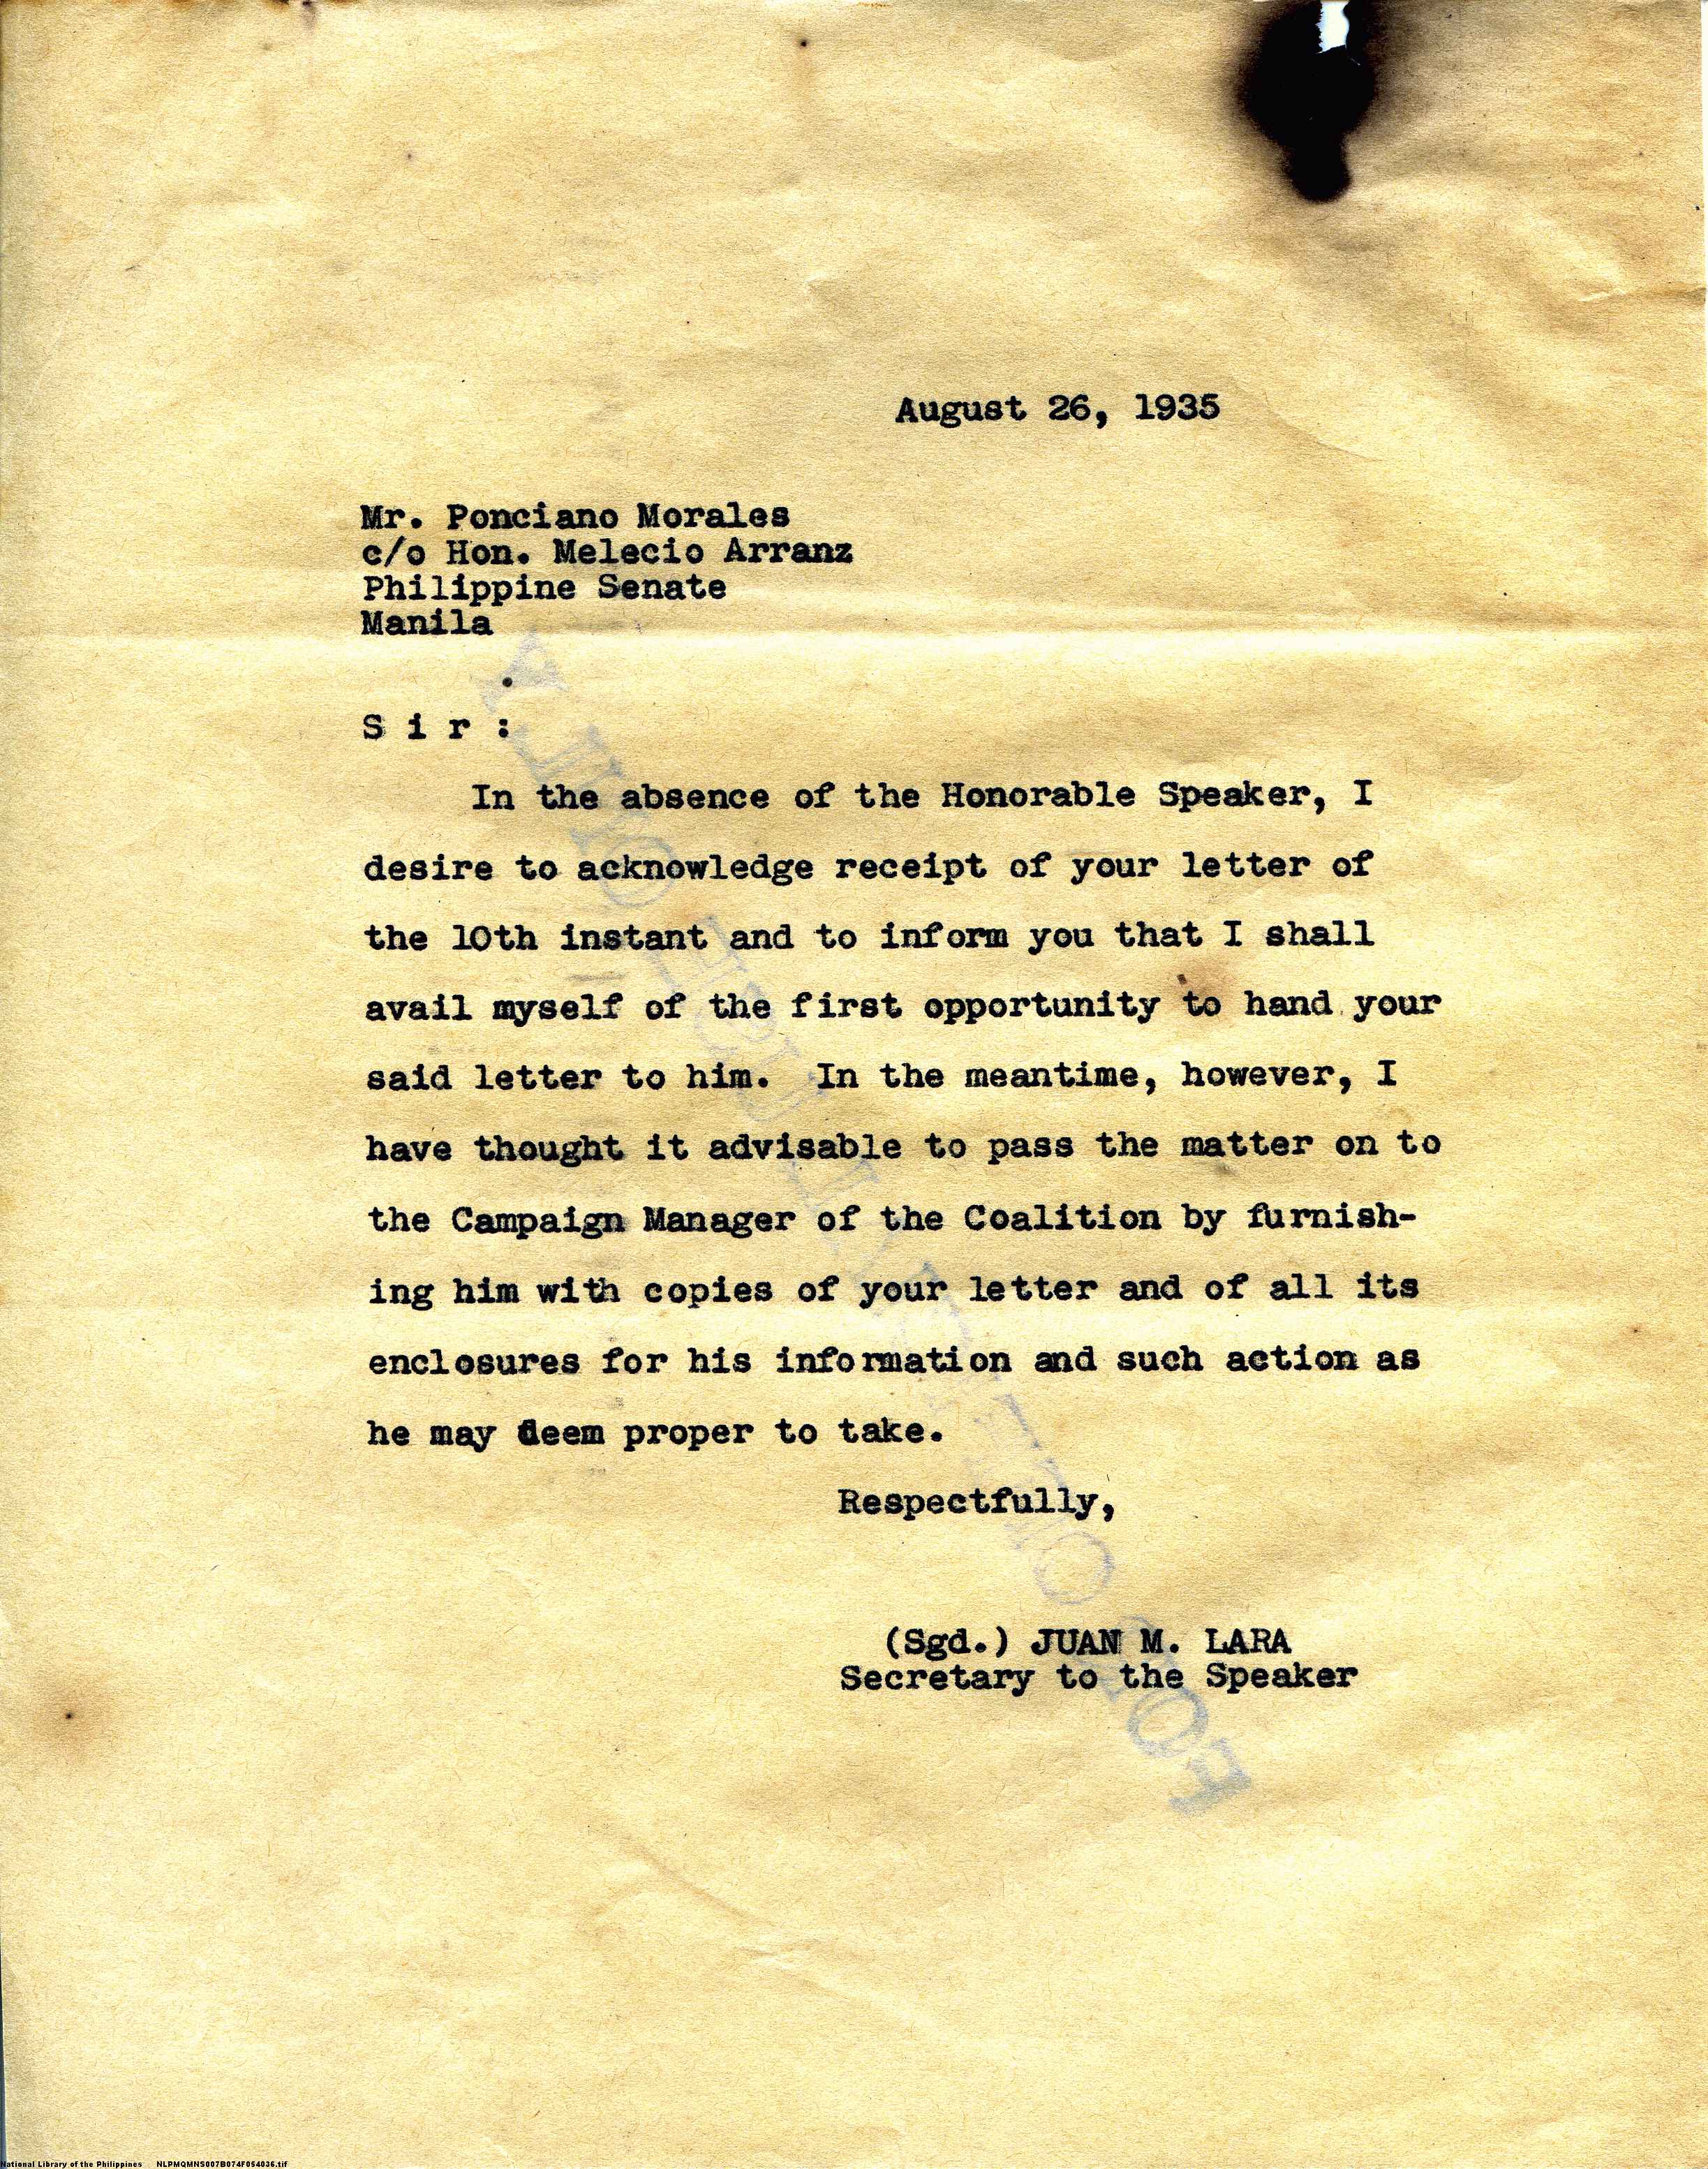 August 26, 1935
Mr. Ponciano Morales
c/o Hon. Melecio Arranz
Philippine Senate
Manila
S i r :
In the absence of the Honorable Speaker, I
desire to acknowledge receipt of your letter of
the 10th instant and to inform you that I shall
avail myself of the first opportunity to hand your
said letter to him.  In the meantime, however, I
have thought it advisable to pass the matter on to
the Campaign Manager of the Coalition by furnish-
ing him with copies of your letter and of all its
enclosures for his information and such action as
he may deem proper to take.
Respectfully,
(Sgd.) JUAN M. LARA
Secretary to the Speaker
National Library of the Philippines NLPMQMNS007B074F054036.tif